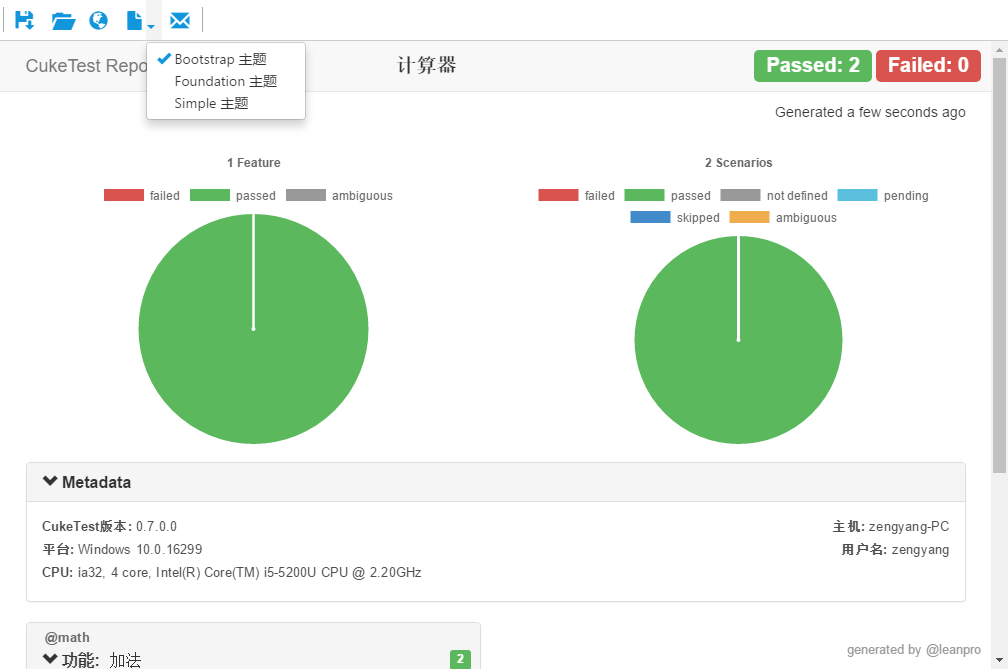 Bootstrap 主题
Foundation 主题
Simple 主题
CukeTest Repo
计算器
Passed: 2
Failed: 0
Generated a few seconds ago
1 Feature
failed passed ambiguous
2 Scenarios
failed passed not defined pending
skipped ambiguous
Metadata
CukeTest版本: 0.7.0.0
主机: zengyang-PC
平台: Windows 10.0.16299
用户名: zengyang
CPU: ia32, 4 core, Intel(R) Core(TM) i5-5200U CPU @ 2.20GHz
@math
功能: 加法
2
generated by @leanpro